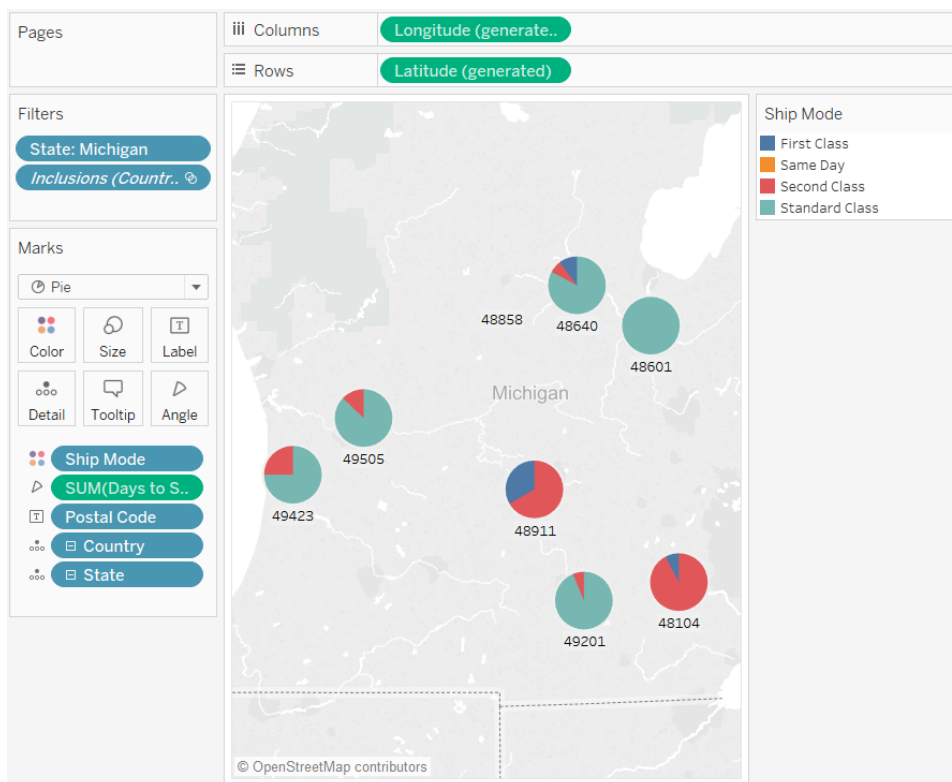 Pages
Columns
Longitude (generate..
Rows
Latitude (generated)
Filters
State: Michigan
Inclusions (Countr..
Marks
Pie
Color
Size
T
Label
Detail
Tooltip
Angle
Ship Mode
SUM(Days to S..
T
Postal Code
Country
State
48858
48640
48601
Michigan
49505
49423
48911
48104
49201
© OpenStreetMap contributors
Ship Mode
First Class
Same Day
Second Class
Standard Class